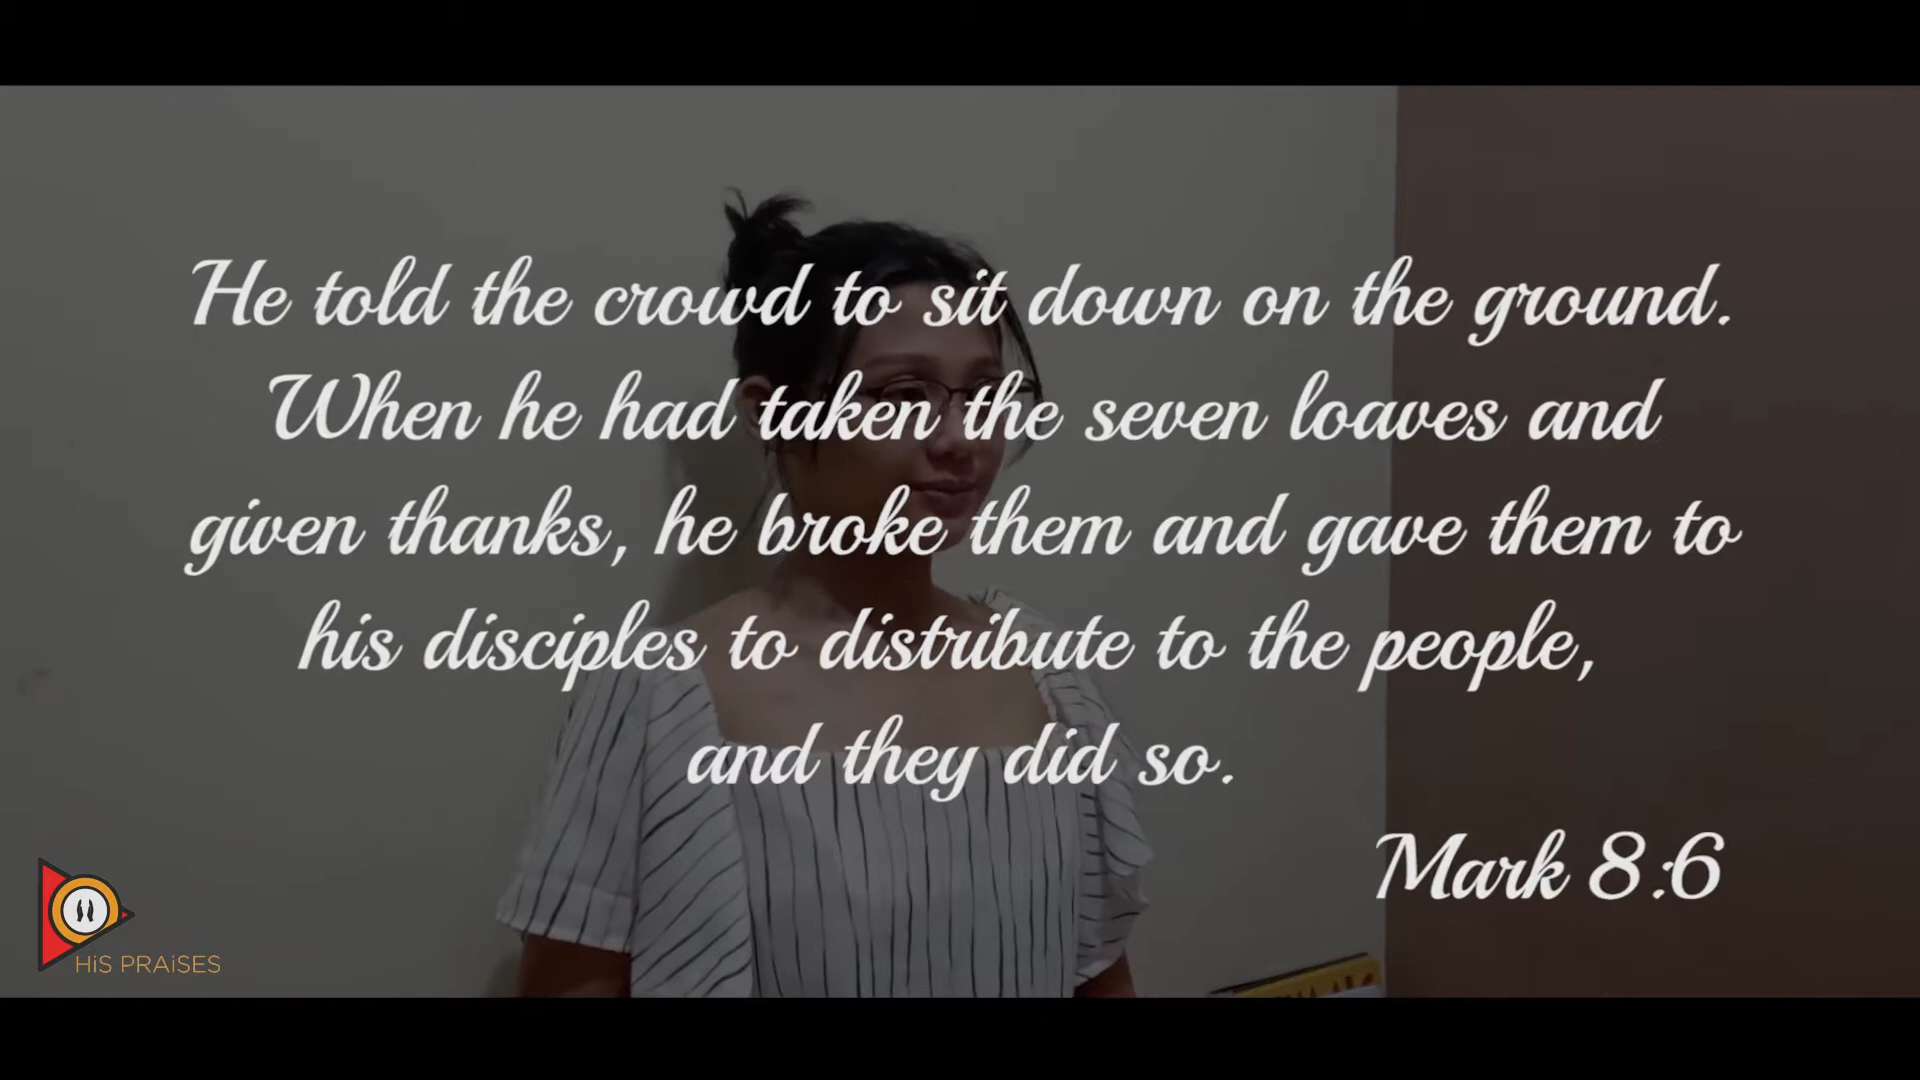 He told the crowd to sit down on the ground.
When he had taken the seven loaves and
given thanks, he broke them and gave them to
his disciples to distribute to the people,
and they did so.
Mark 8:6
HiS PRAiSES